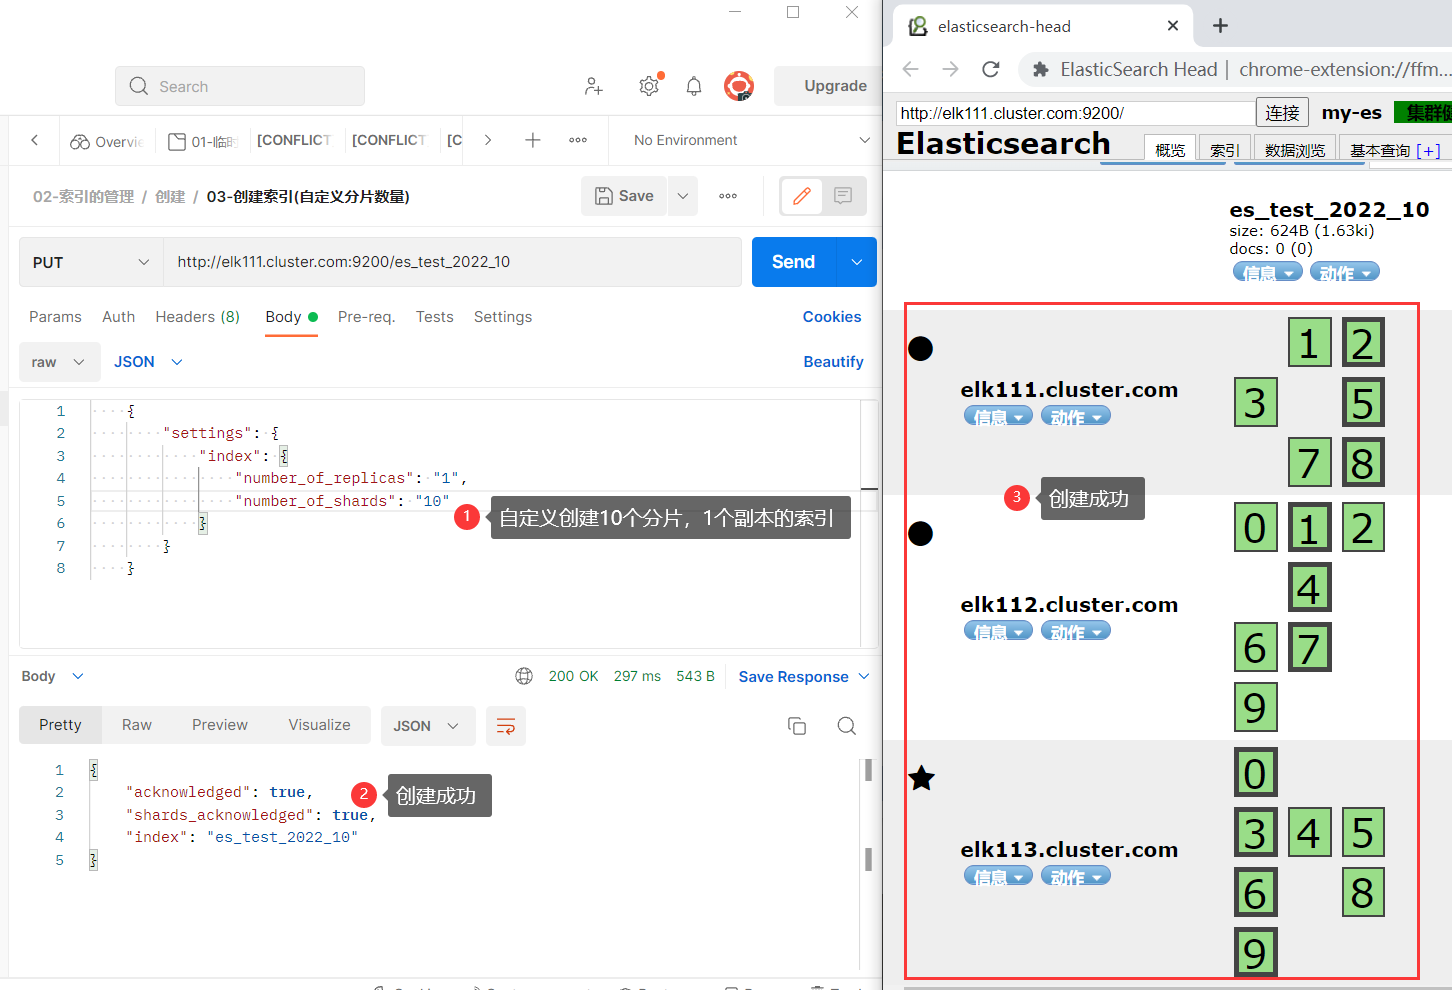 Search
Upgrade
Overvi
01-临时
[CONFLICT
[CONFLICT
[C
No Environment
02-索引的管理 / 创建 / 03-创建索引(自定义分片数量)
Save
PUT
http://elk111.cluster.com:9200/es_test_2022_10
Send
Params Auth Headers (8) Body Pre-req. Tests Settings Cookies
raw JSON Beautify
1 {
2 "settings": {
3 "index": {
4 "number_of_replicas": "1",
5 "number_of_shards": "10"
6 }
7 }
8 }
1 自定义创建10个分片，1个副本的索引
Body 200 OK 297 ms 543 B Save Response
Pretty Raw Preview Visualize JSON
1 {
2 "acknowledged": true,
3 "shards_acknowledged": true,
4 "index": "es_test_2022_10"
5 }
2 创建成功
elasticsearch-head
ElasticSearch Head | chrome-extension://ffm...
http://elk111.cluster.com:9200/ 连接 my-es 集群健
Elasticsearch 概览 索引 数据浏览 基本查询 [+]
es_test_2022_10
size: 624B (1.63ki)
docs: 0 (0)
信息 动作
1 2
elk111.cluster.com 3 5
信息 动作
7 8
3 创建成功
0 1 2
4
elk112.cluster.com
信息 动作
6 7
9
0
3 4 5
elk113.cluster.com
信息 动作
6 8
9